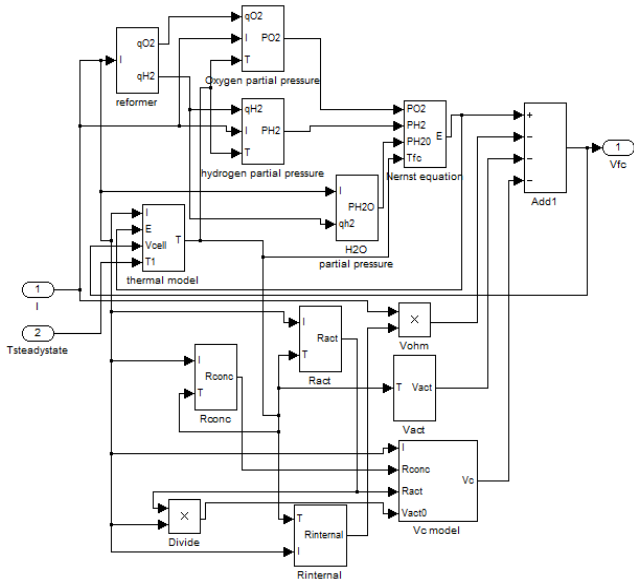 qO2
I
qH2
reformer
qO2
I
PO2
T
Oxygen partial pressure
qH2
I
PH2
T
hydrogen partial pressure
PO2
PH2
PH20
Tfc
E
Nernst equation
+
−
−
−
Add1
1
Vfc
I
PH2O
qh2
H2O
partial pressure
I
E
Vcell
T1
T
thermal model
1
I
2
Tsteadystate
×
Vohm
I
Ract
T
Ract
I
Rconc
T
Rconc
T
Vact
Vact
I
Rconc
Ract
Vact0
Vc
Vc model
×
Divide
T
Rinternal
I
Rinternal